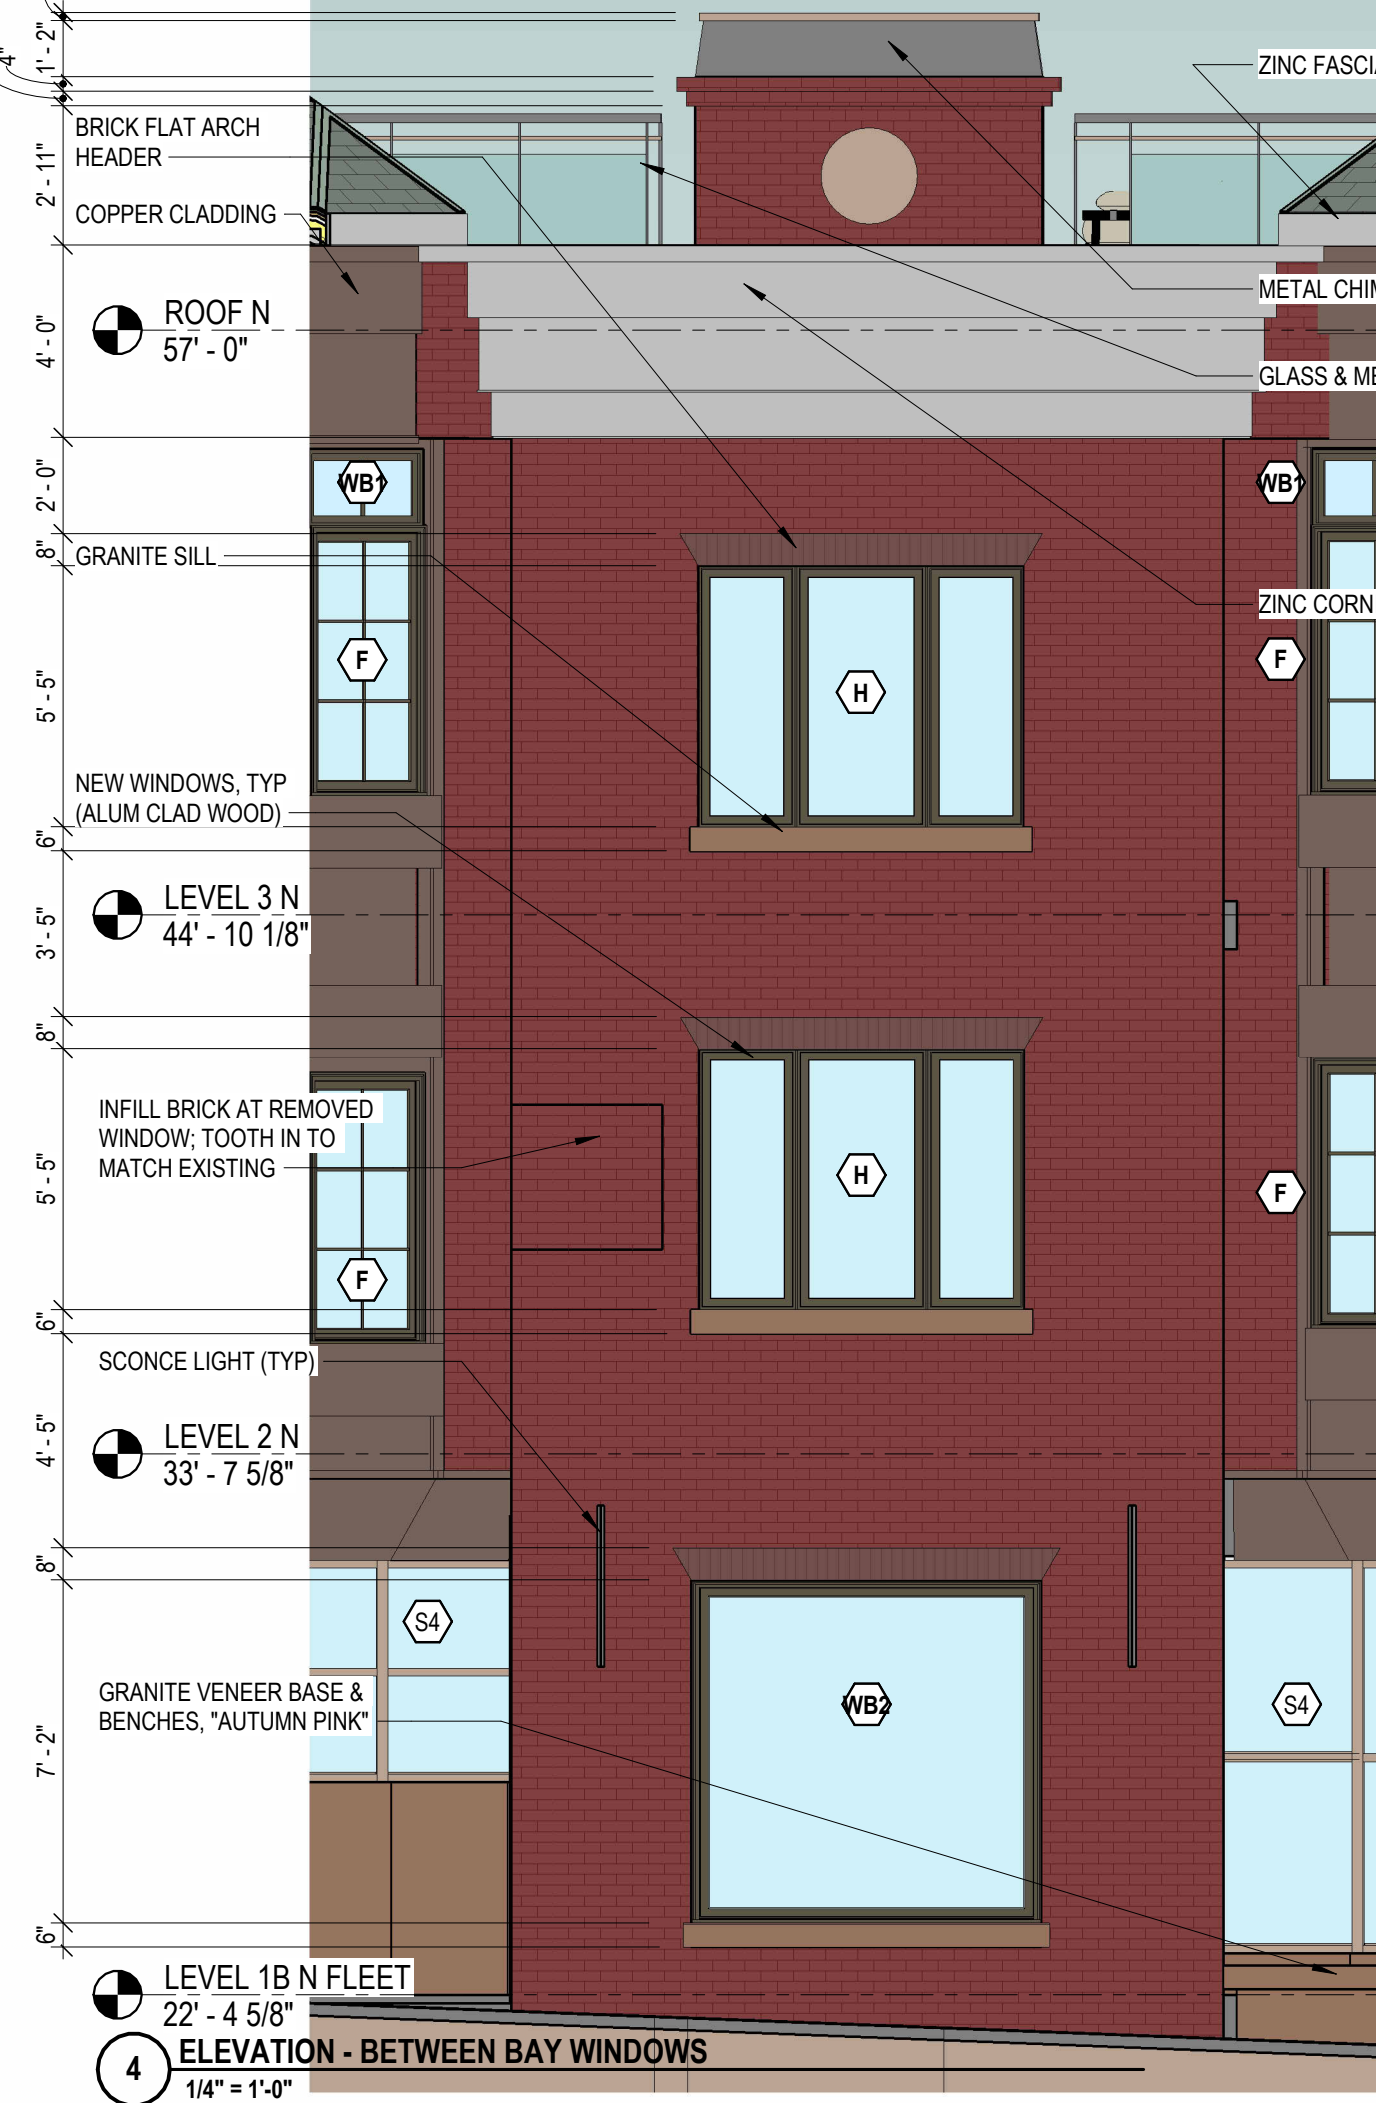 1' - 2"
4"
2' - 11"
4' - 0"
2' - 0"
8"
5' - 5"
6"
3' - 5"
8"
5' - 5"
6"
4' - 5"
8"
7' - 2"
6"
BRICK FLAT ARCH
HEADER
COPPER CLADDING
ROOF N
57' - 0"
GRANITE SILL
NEW WINDOWS, TYP
(ALUM CLAD WOOD)
LEVEL 3 N
44' - 10 1/8"
INFILL BRICK AT REMOVED
WINDOW; TOOTH IN TO
MATCH EXISTING
SCONCE LIGHT (TYP)
LEVEL 2 N
33' - 7 5/8"
GRANITE VENEER BASE &
BENCHES, "AUTUMN PINK"
LEVEL 1B N FLEET
22' - 4 5/8"
WB1
F
F
S4
H
H
WB2
ZINC
METAL
GLASS &
ZINC
WB1
F
F
S4
4
ELEVATION - BETWEEN BAY WINDOWS
1/4" = 1'-0"